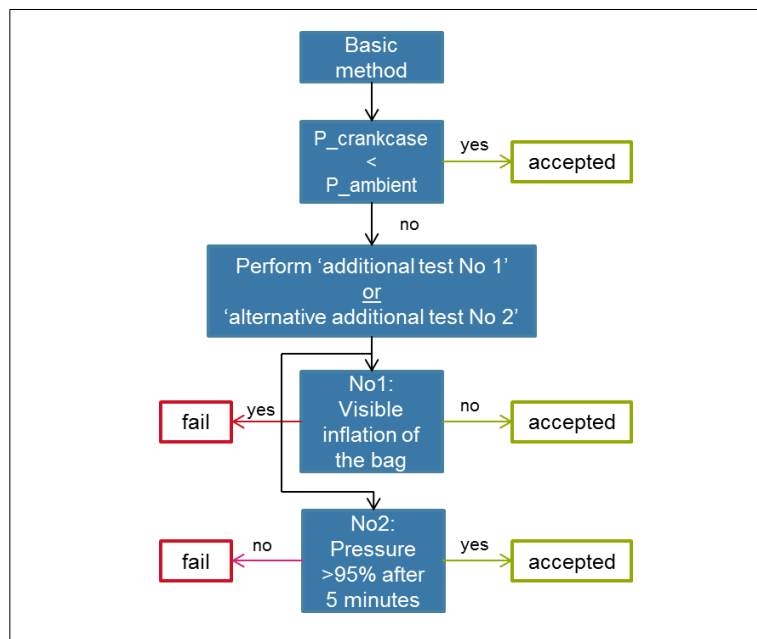 Basic
method
P_crankcase
<
P_ambient
yes
accepted
no
Perform ‘additional test No 1’
or
‘alternative additional test No 2’
fail
yes
No1:
Visible
inflation of
the bag
no
accepted
fail
no
No2:
Pressure
>95% after
5 minutes
yes
accepted